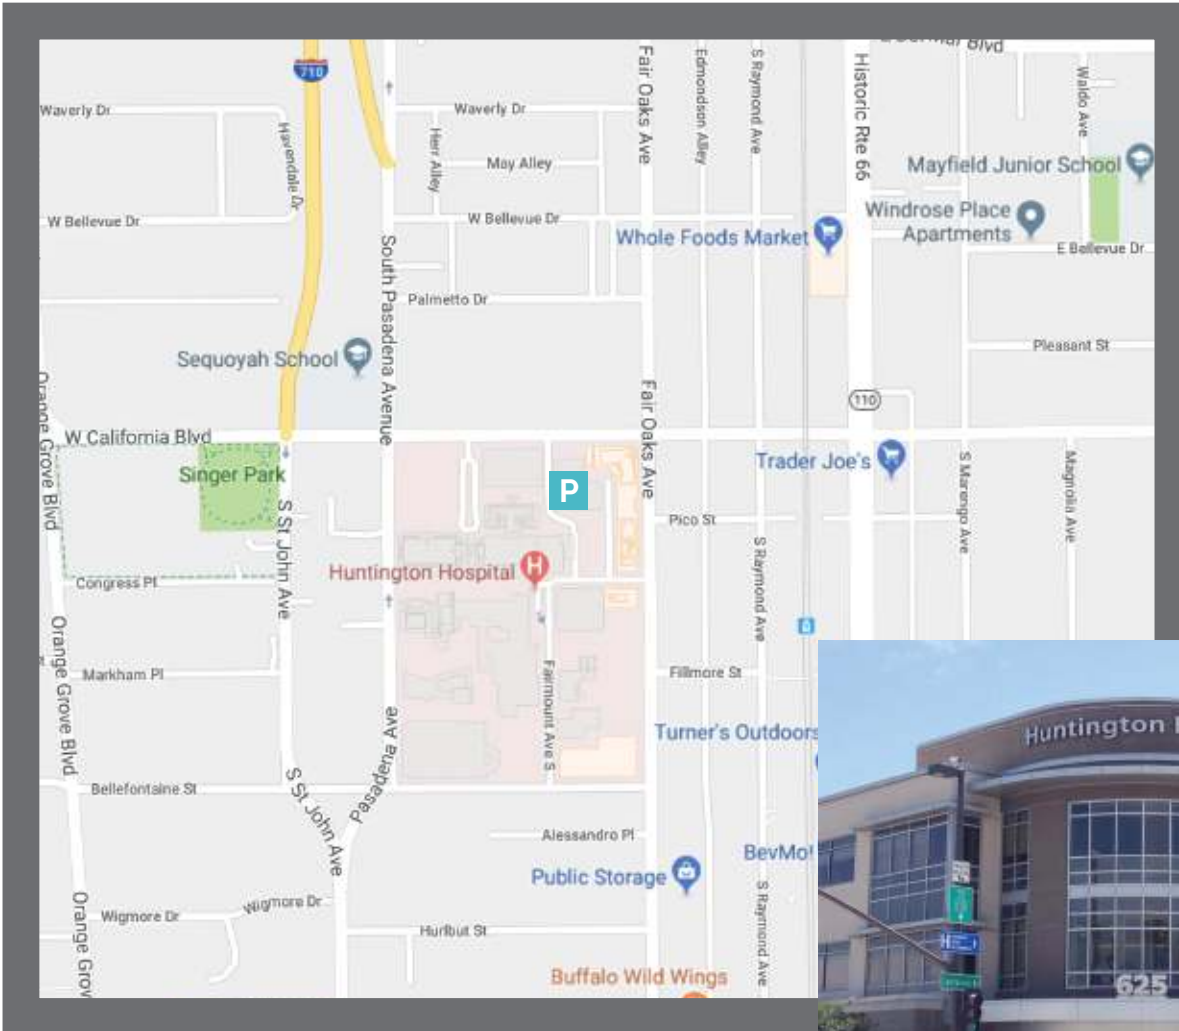 E Del Mar Blvd
710
Waverly Dr
Waverly Dr
Havendale Dr
Herr Alley
May Alley
Fair Oaks Ave
Edmondson Alley
S Raymond Ave
Historic Rte 66
Waldo Ave
Mayfield Junior School
W Bellevue Dr
W Bellevue Dr
Whole Foods Market
Windrose Place
Apartments
E Bellevue Dr
South Pasadena Avenue
Palmetto Dr
Sequoyah School
Pleasant St
Orange Grove Blvd
W California Blvd
Fair Oaks Ave
110
Singer Park
Trader Joe's
P
S St John Ave
Pico St
S Marengo Ave
Magnolia Ave
Huntington Hospital
H
Congress Pl
S Raymond Ave
Orange Grove Blvd
Markham Pl
Fairmount Ave S
Fillmore St
Turner's Outdoors
Pasadena Ave
Bellefontaine St
S St John Ave
Alessandro Pl
BevMo!
Public Storage
S Raymond Ave
Orange Grov
Wigmore Dr
Wigmore Dr
Hurlbut St
Buffalo Wild Wings
Huntington
H
625